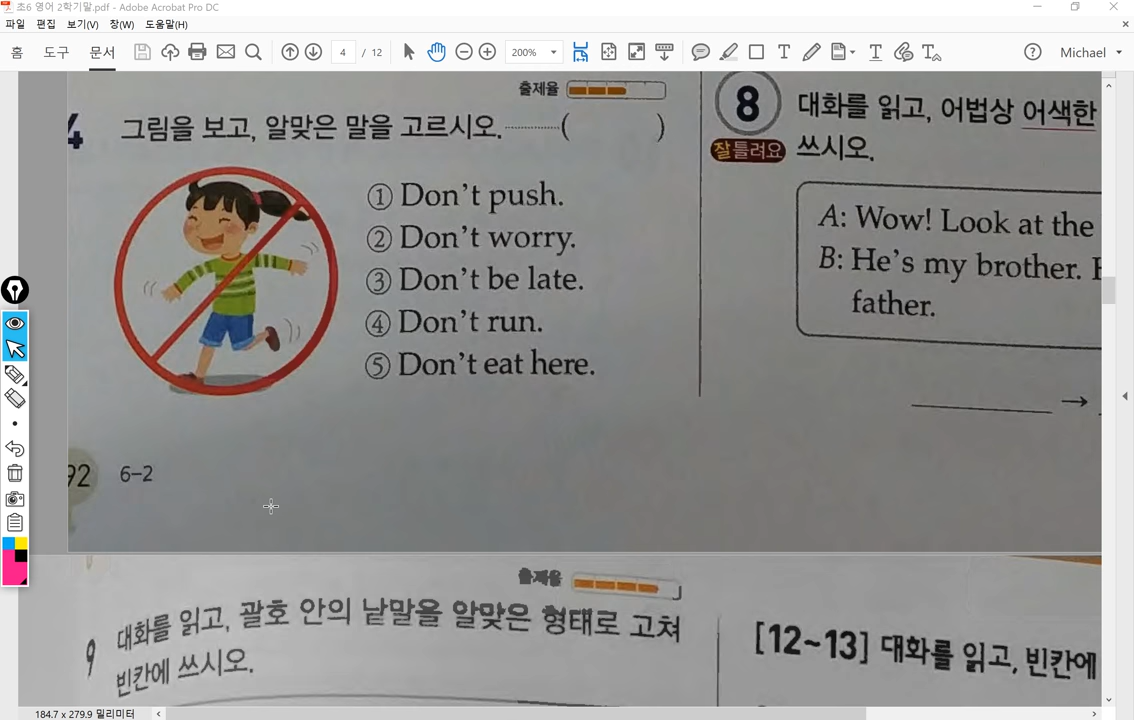 초6 영어 2학기말.pdf - Adobe Acrobat Pro DC
파일 편집 보기(V) 창(W) 도움말(H)
홈 도구 문서 4 / 12 200% Michael
출제율
4 그림을 보고, 알맞은 말을 고르시오. ( )
① Don't push.
② Don't worry.
③ Don't be late.
④ Don't run.
⑤ Don't eat here.
92 6-2
8 대화를 읽고, 어법상 어색한
잘 틀려요 쓰시오.
A: Wow! Look at the
B: He's my brother.
father.
→
출제율
9 대화를 읽고, 괄호 안의 낱말을 알맞은 형태로 고쳐
빈칸에 쓰시오.
[12~13] 대화를 읽고, 빈칸에
184.7 x 279.9 밀리미터